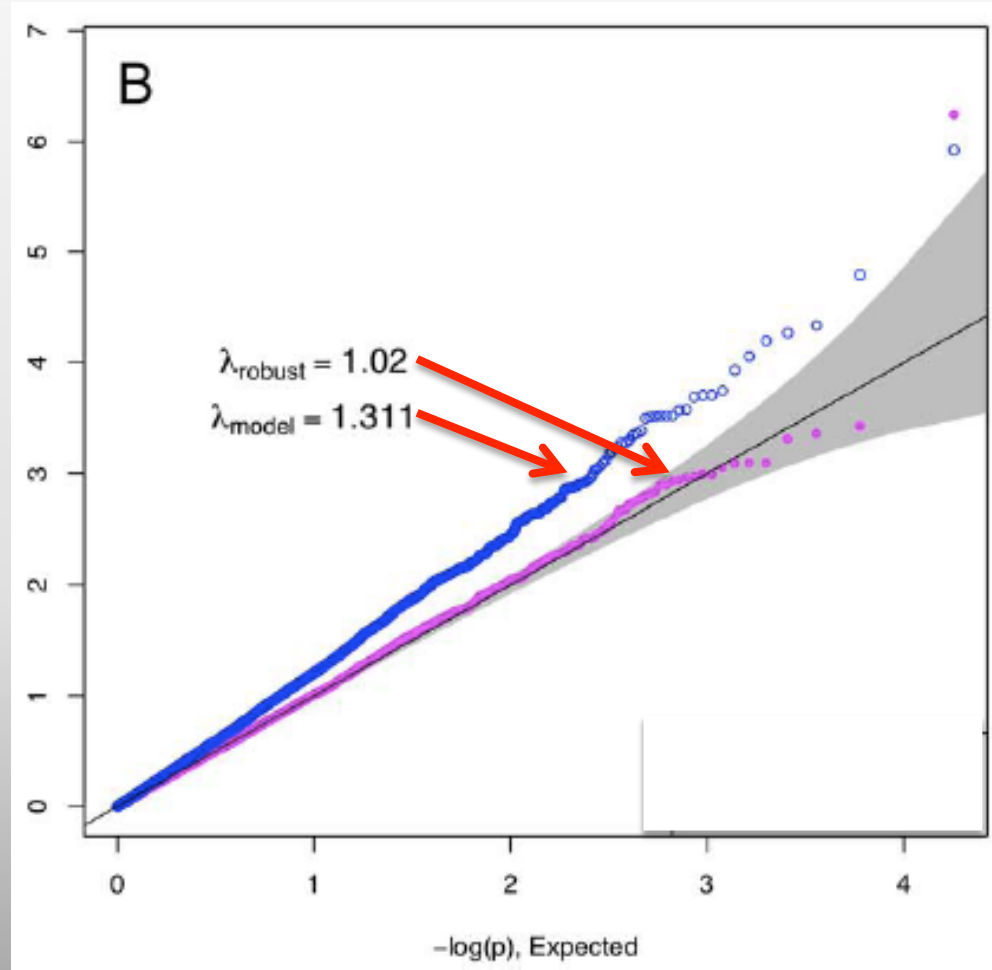 7
B
6
5
4
λrobust = 1.02
λmodel = 1.311
3
2
1
0
0 1 2 3 4
−log(p), Expected